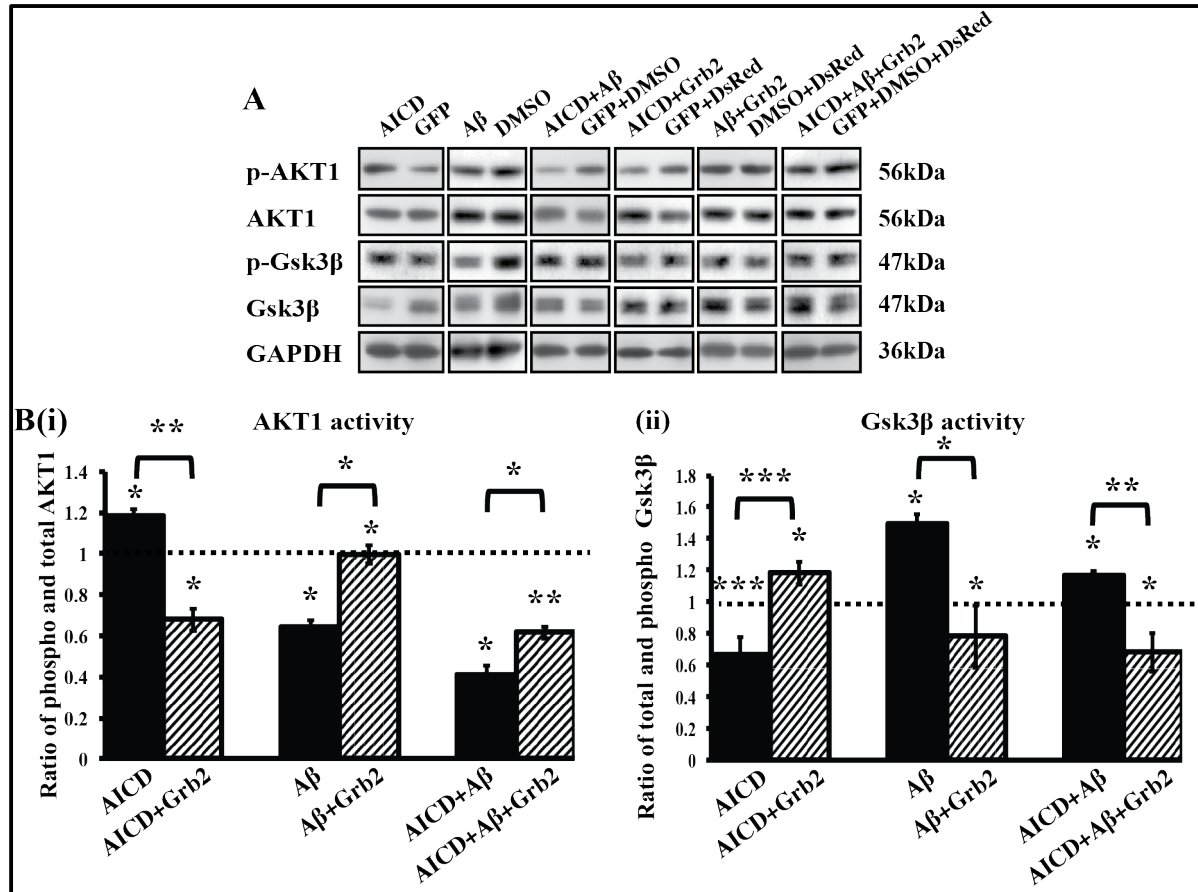 A
AICD GFP Aβ DMSO AICD+Aβ GFP+DMSO AICD+Grb2 GFP+DsRed Aβ+Grb2 DMSO+DsRed AICD+Aβ+Grb2 GFP+DMSO+DsRed
p-AKT1 56kDa
AKT1 56kDa
p-Gsk3β 47kDa
Gsk3β 47kDa
GAPDH 36kDa
B(i) AKT1 activity
Ratio of phospho and total AKT1
1.4
1.2
1
0.8
0.6
0.4
0.2
0
** * *
* * * * * **
AICD AICD+Grb2 Aβ Aβ+Grb2 AICD+Aβ AICD+Aβ+Grb2
(ii) Gsk3β activity
Ratio of total and phospho Gsk3β
1.8
1.6
1.4
1.2
1
0.8
0.6
0.4
0.2
0
*** * **
*** * * * * *
AICD AICD+Grb2 Aβ Aβ+Grb2 AICD+Aβ AICD+Aβ+Grb2